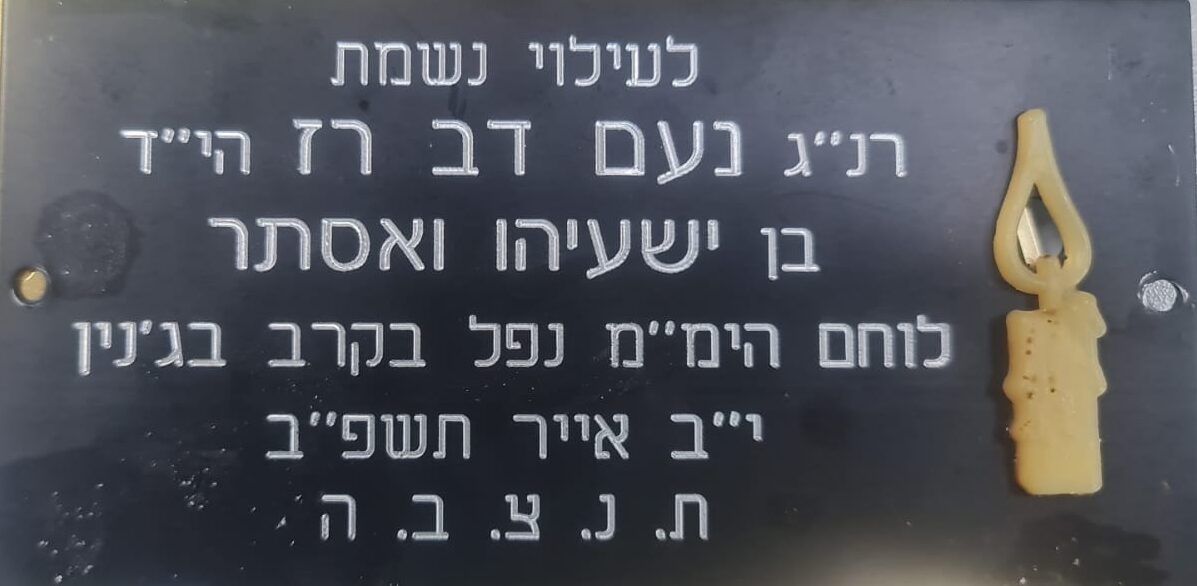 לעילוי נשמת
רנ״ג נעם דב רז הי״ד
בן ישעיהו ואסתר
לוחם הימ״מ נפל בקרב בג׳נין
י״ב אייר תשפ״ב
ת. נ. צ. ב. ה